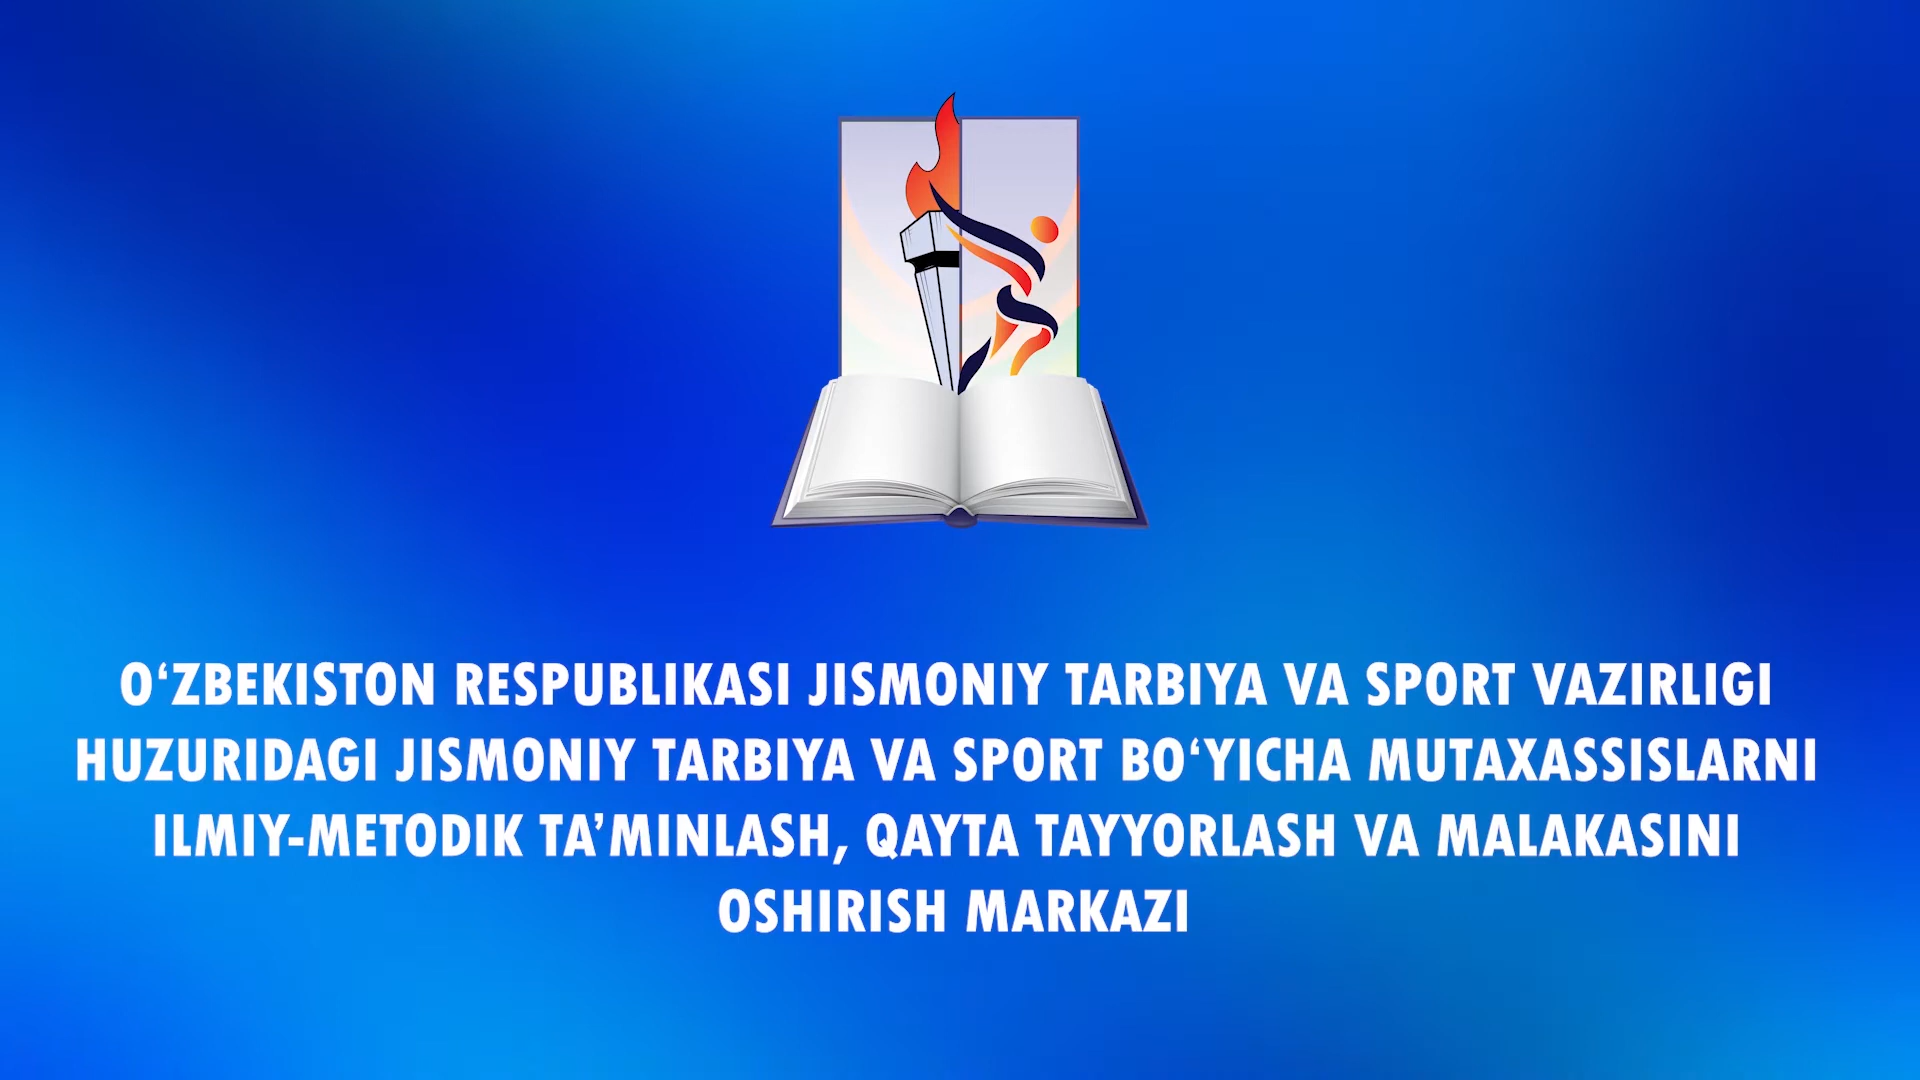 O‘ZBEKISTON RESPUBLIKASI JISMONIY TARBIYA VA SPORT VAZIRLIGI
HUZURIDAGI JISMONIY TARBIYA VA SPORT BO‘YICHA MUTAXASSISLARNI
ILMIY-METODIK TA’MINLASH, QAYTA TAYYORLASH VA MALAKASINI
OSHIRISH MARKAZI